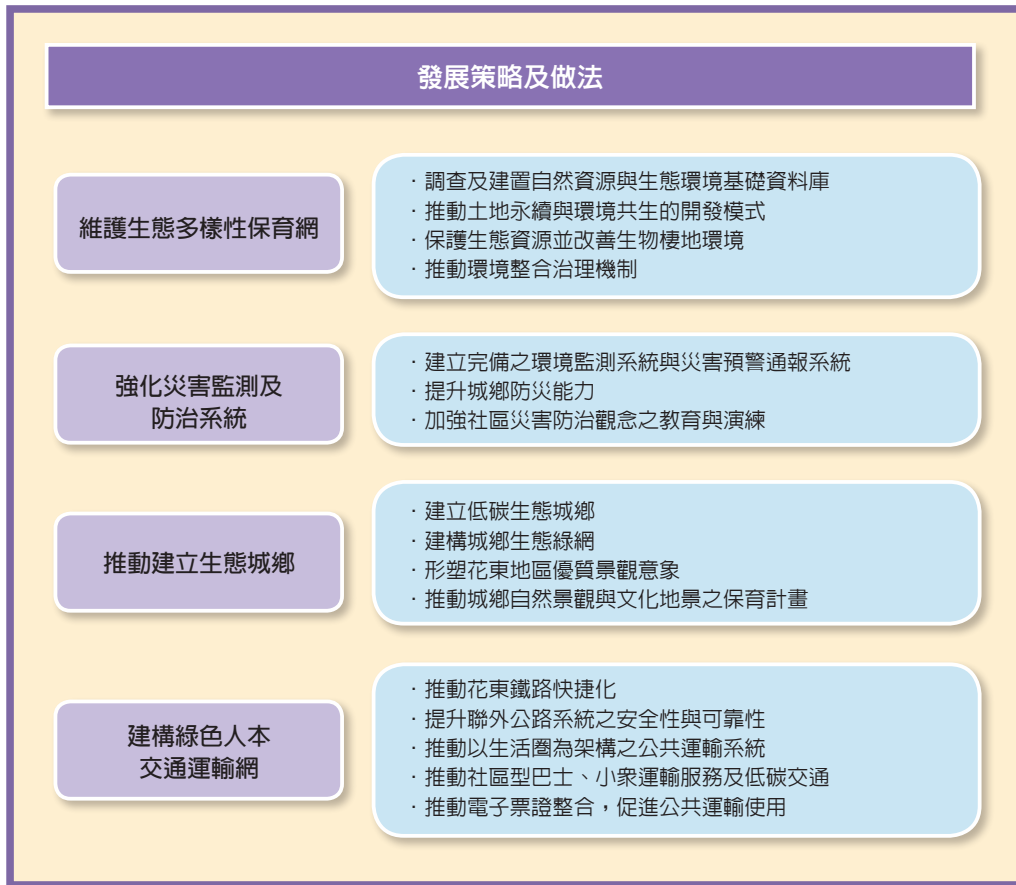 發展策略及做法
維護生態多樣性保育網
·調查及建置自然資源與生態環境基礎資料庫
·推動土地永續與環境共生的開發模式
·保護生態資源並改善生物棲地環境
·推動環境整合治理機制
強化災害監測及
防治系統
·建立完備之環境監測系統與災害預警通報系統
·提升城鄉防災能力
·加強社區災害防治觀念之教育與演練
推動建立生態城鄉
·建立低碳生態城鄉
·建構城鄉生態綠網
·形塑花東地區優質景觀意象
·推動城鄉自然景觀與文化地景之保育計畫
建構綠色人本
交通運輸網
·推動花東鐵路快捷化
·提升聯外公路系統之安全性與可靠性
·推動以生活圈為架構之公共運輸系統
·推動社區型巴士、小眾運輸服務及低碳交通
·推動電子票證整合，促進公共運輸使用